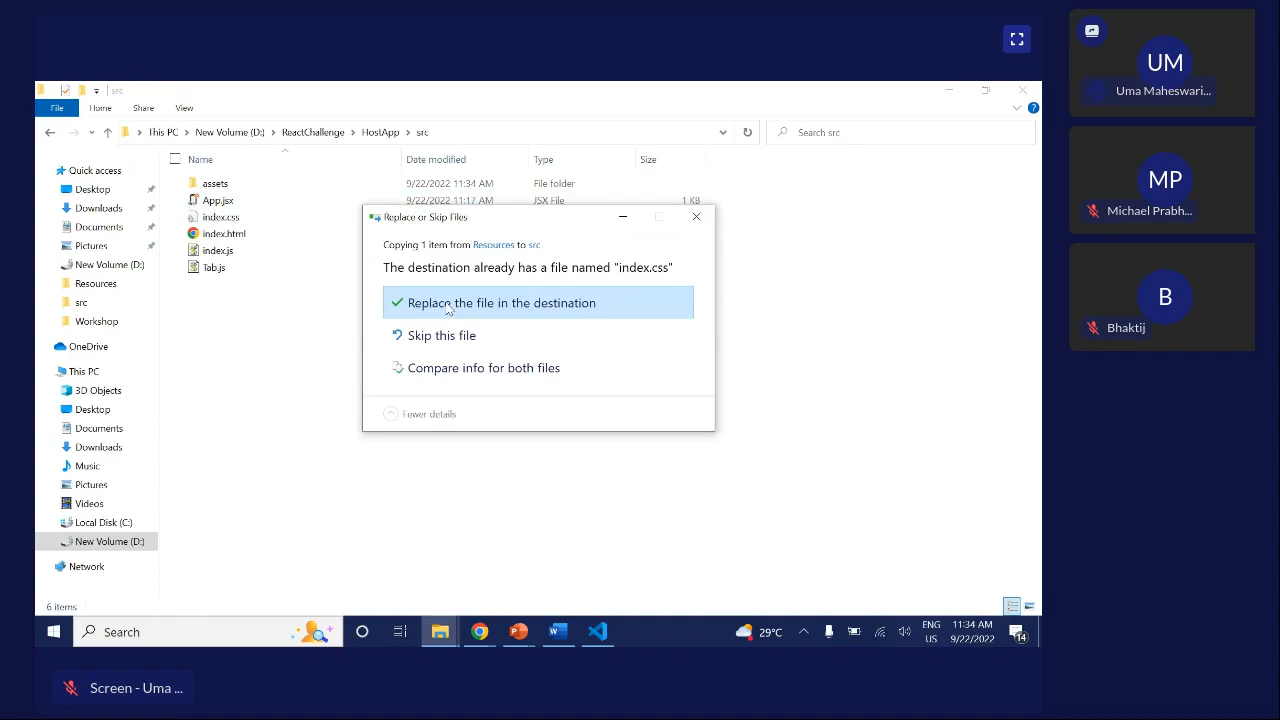 src
File
Home
Share
View
This PC
New Volume (D:)
ReactChallenge
HostApp
src
Search src
Name
Date modified
Type
Size
Quick access
Desktop
Downloads
Documents
Pictures
New Volume (D:)
Resources
src
Workshop
OneDrive
This PC
3D Objects
Desktop
Documents
Downloads
Music
Pictures
Videos
Local Disk (C:)
New Volume (D:)
Network
assets
9/22/2022 11:34 AM
File folder
App.jsx
9/22/2022 11:17 AM
JSX File
1 KB
index.css
index.html
index.js
Tab.js
Replace or Skip Files
Copying 1 item from Resources to src
The destination already has a file named "index.css"
Replace the file in the destination
Skip this file
Compare info for both files
Fewer details
6 items
Search
29°C
ENG
US
11:34 AM
9/22/2022
14
Screen - Uma ...
UM
Uma Maheswari...
MP
Michael Prabh...
B
Bhaktij